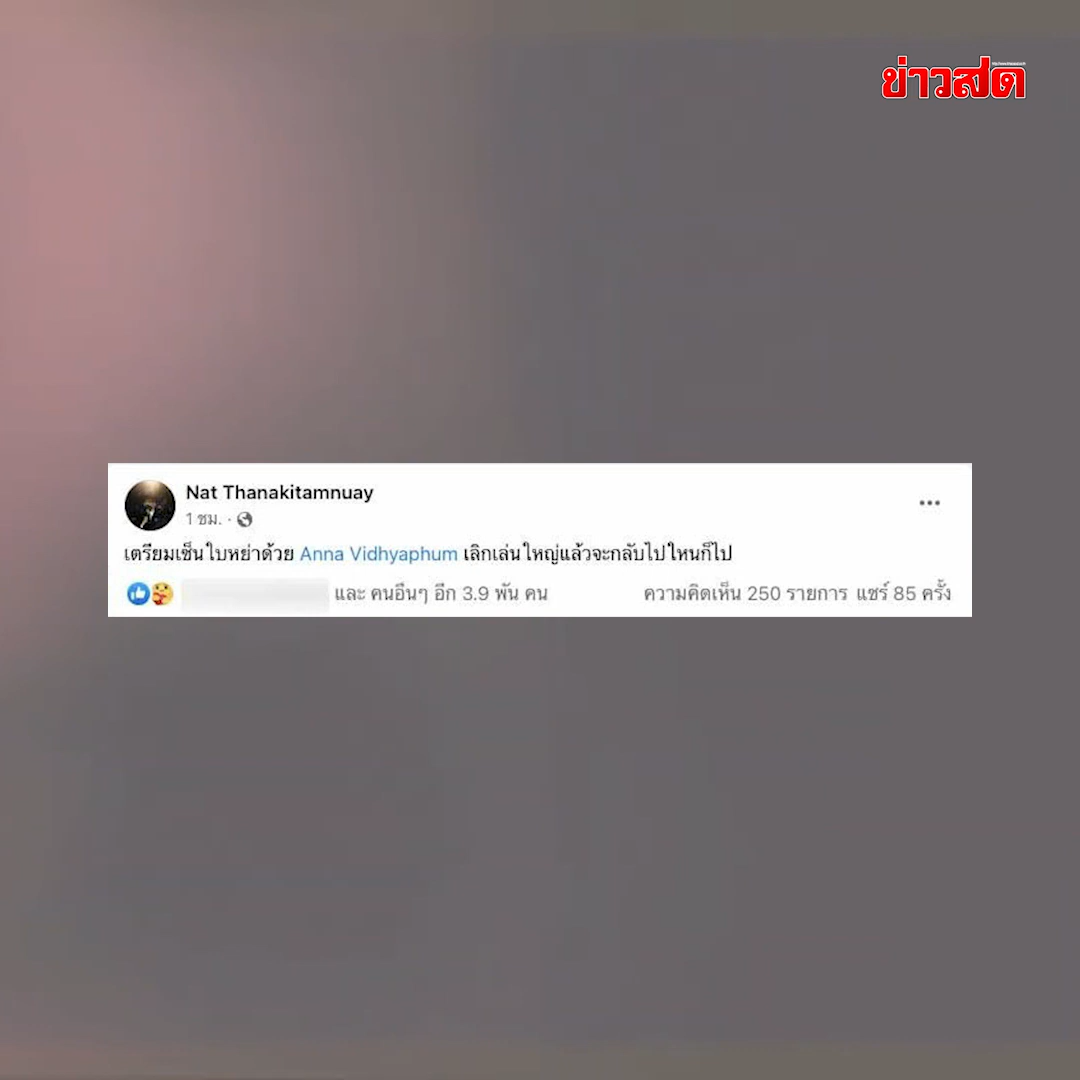 ข่าวสด
Nat Thanakitamnuay
1 ชม. ·
เตรียมเซ็นใบหย่าด้วย Anna Vidhyaphum เลิกเล่นใหญ่แล้วจะกลับไปไหนก็ไป
และ คนอื่นๆ อีก 3.9 พัน คน ความคิดเห็น 250 รายการ แชร์ 85 ครั้ง